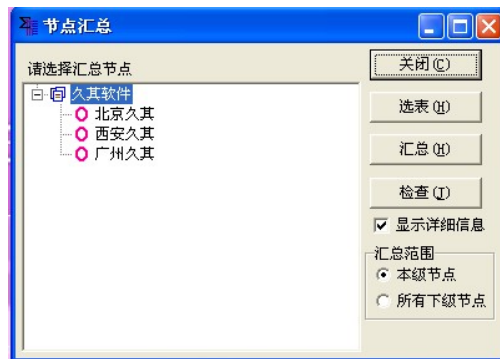 节点汇总
请选择汇总节点
久其软件
北京久其
西安久其
广州久其
关闭(C)
选表(H)
汇总(H)
检查(T)
显示详细信息
汇总范围
本级节点
所有下级节点